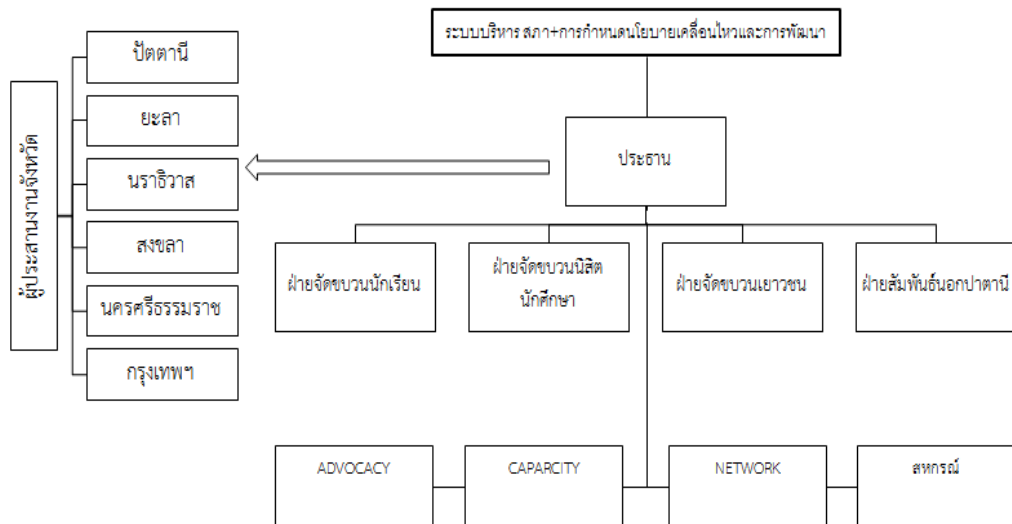 ระบบบริหาร สภา+การกำหนดนโยบายเคลื่อนไหวและการพัฒนา
ประธาน
ผู้ประสานงานจังหวัด
ปัตตานี
ยะลา
นราธิวาส
สงขลา
นครศรีธรรมราช
กรุงเทพฯ
ฝ่ายจัดขบวนนักเรียน
ฝ่ายจัดขบวนนิสิต
นักศึกษา
ฝ่ายจัดขบวนเยาวชน
ฝ่ายสัมพันธ์นอกปาตานี
ADVOCACY
CAPARCITY
NETWORK
สหกรณ์